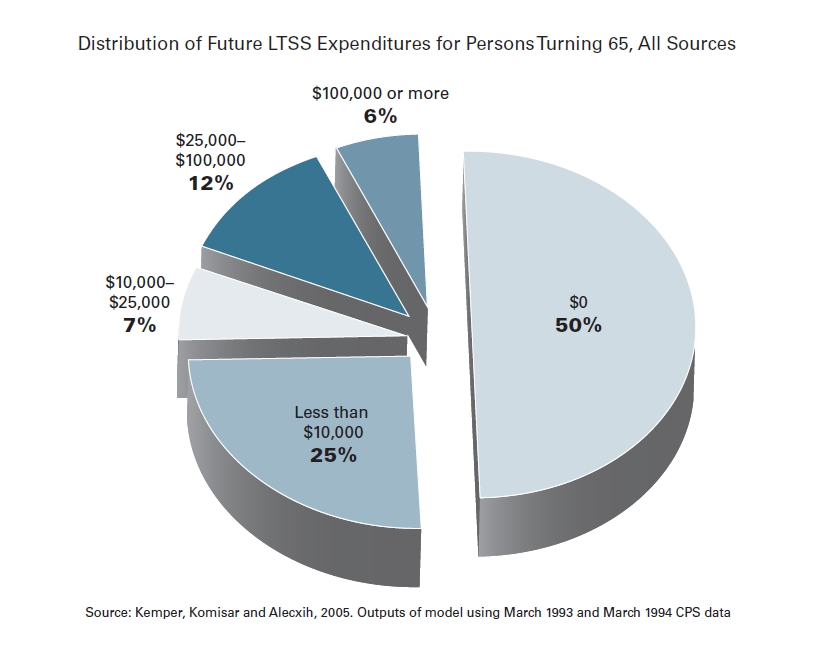 Distribution of Future LTSS Expenditures for Persons Turning 65, All Sources
$100,000 or more
6%
$25,000–
$100,000
12%
$10,000–
$25,000
7%
$0
50%
Less than
$10,000
25%
Source: Kemper, Komisar and Alecxih, 2005. Outputs of model using March 1993 and March 1994 CPS data